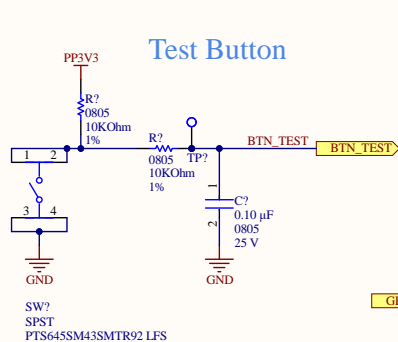 Test Button
PP3V3
R?
0805
10KOhm
1%
R?
0805
10KOhm
1%
TP?
BTN_TEST
BTN_TEST
1 2
3 4
1
2
C?
0.10 µF
0805
25 V
GND
GND
SW?
SPST
PTS645SM43SMTR92 LFS